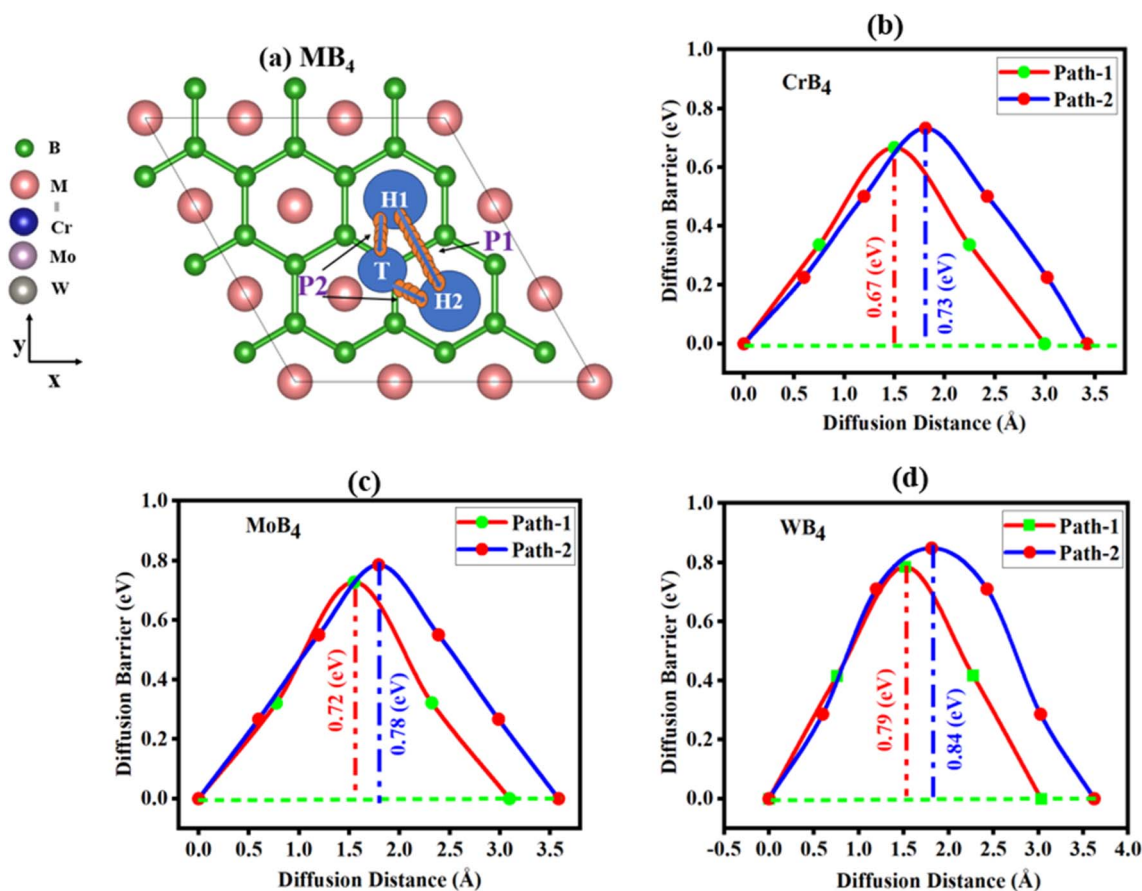 (a) MB4
B
M
=
Cr
Mo
W
y
x
H1
T
H2
P1
P2
(b)
CrB4
Path-1
Path-2
0.67 (eV)
0.73 (eV)
1.0
0.8
0.6
0.4
0.2
0.0
0.0 0.5 1.0 1.5 2.0 2.5 3.0 3.5
Diffusion Barrier (eV)
Diffusion Distance (Å)
(c)
MoB4
Path-1
Path-2
0.72 (eV)
0.78 (eV)
1.0
0.8
0.6
0.4
0.2
0.0
0.0 0.5 1.0 1.5 2.0 2.5 3.0 3.5
Diffusion Barrier (eV)
Diffusion Distance (Å)
(d)
WB4
Path-1
Path-2
0.79 (eV)
0.84 (eV)
1.0
0.8
0.6
0.4
0.2
0.0
-0.5 0.0 0.5 1.0 1.5 2.0 2.5 3.0 3.5 4.0
Diffusion Barrier (eV)
Diffusion Distance (Å)